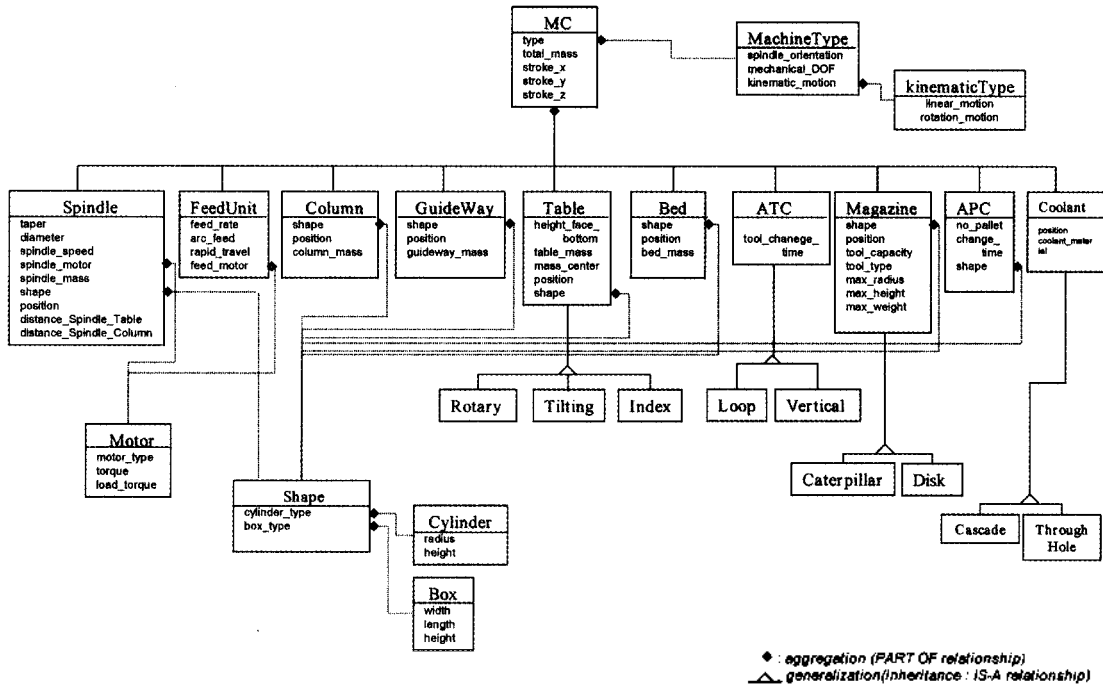 MC
type
total_mass
stroke_x
stroke_y
stroke_z
MachineType
spindle_orientation
mechanical_DOF
kinematic_motion
kinematicType
linear_motion
rotation_motion
Spindle
taper
diameter
spindle_speed
spindle_motor
spindle_mass
shape
position
distance_Spindle_Table
distance_Spindle_Column
FeedUnit
feed_rate
arc_feed
rapid_travel
feed_motor
Column
shape
position
column_mass
GuideWay
shape
position
guideway_mass
Table
height_face_
bottom
table_mass
mass_center
position
shape
Bed
shape
position
bed_mass
ATC
tool_chanege_
time
Magazine
shape
position
tool_capacity
tool_type
max_radius
max_height
max_weight
APC
no_pallet
change_
time
shape
Coolant
position
coolant_mater
ial
Rotary
Tilting
Index
Loop
Vertical
Motor
motor_type
torque
load_torque
Caterpillar
Disk
Shape
cylinder_type
box_type
Cylinder
radius
height
Cascade
Through
Hole
Box
width
length
height
: aggregation (PART OF relationship)
generalization(Inheritance : IS-A relationship)